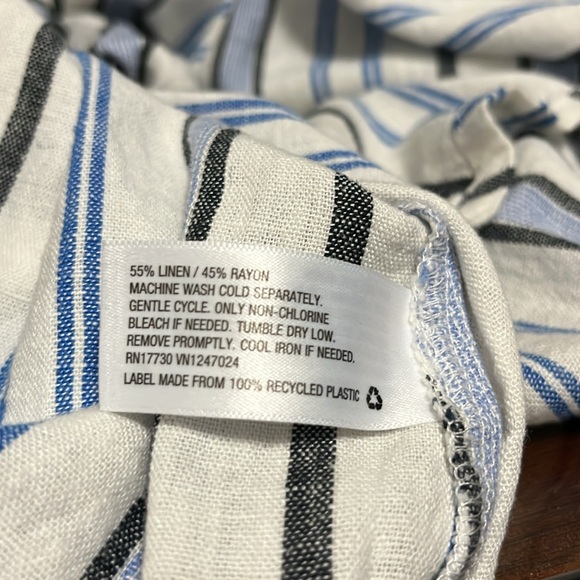 55% LINEN / 45% RAYON
MACHINE WASH COLD SEPARATELY.
GENTLE CYCLE. ONLY NON-CHLORINE
BLEACH IF NEEDED. TUMBLE DRY LOW.
REMOVE PROMPTLY. COOL IRON IF NEEDED.
RN17730 VN1247024
LABEL MADE FROM 100% RECYCLED PLASTIC